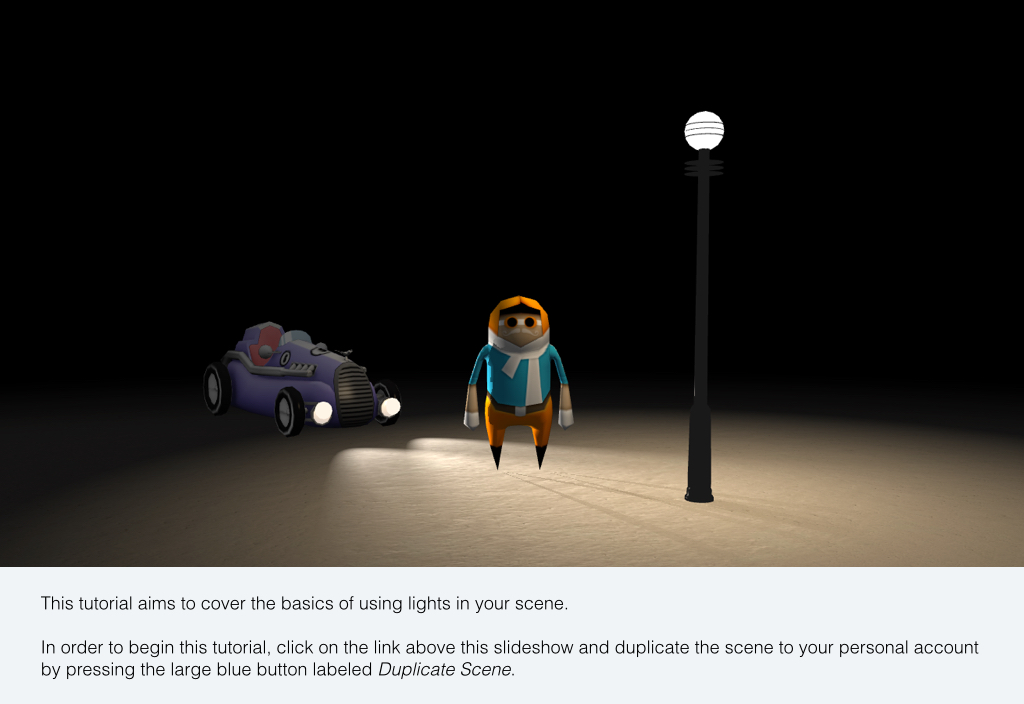 0
This tutorial aims to cover the basics of using lights in your scene.
In order to begin this tutorial, click on the link above this slideshow and duplicate the scene to your personal account
by pressing the large blue button labeled Duplicate Scene.